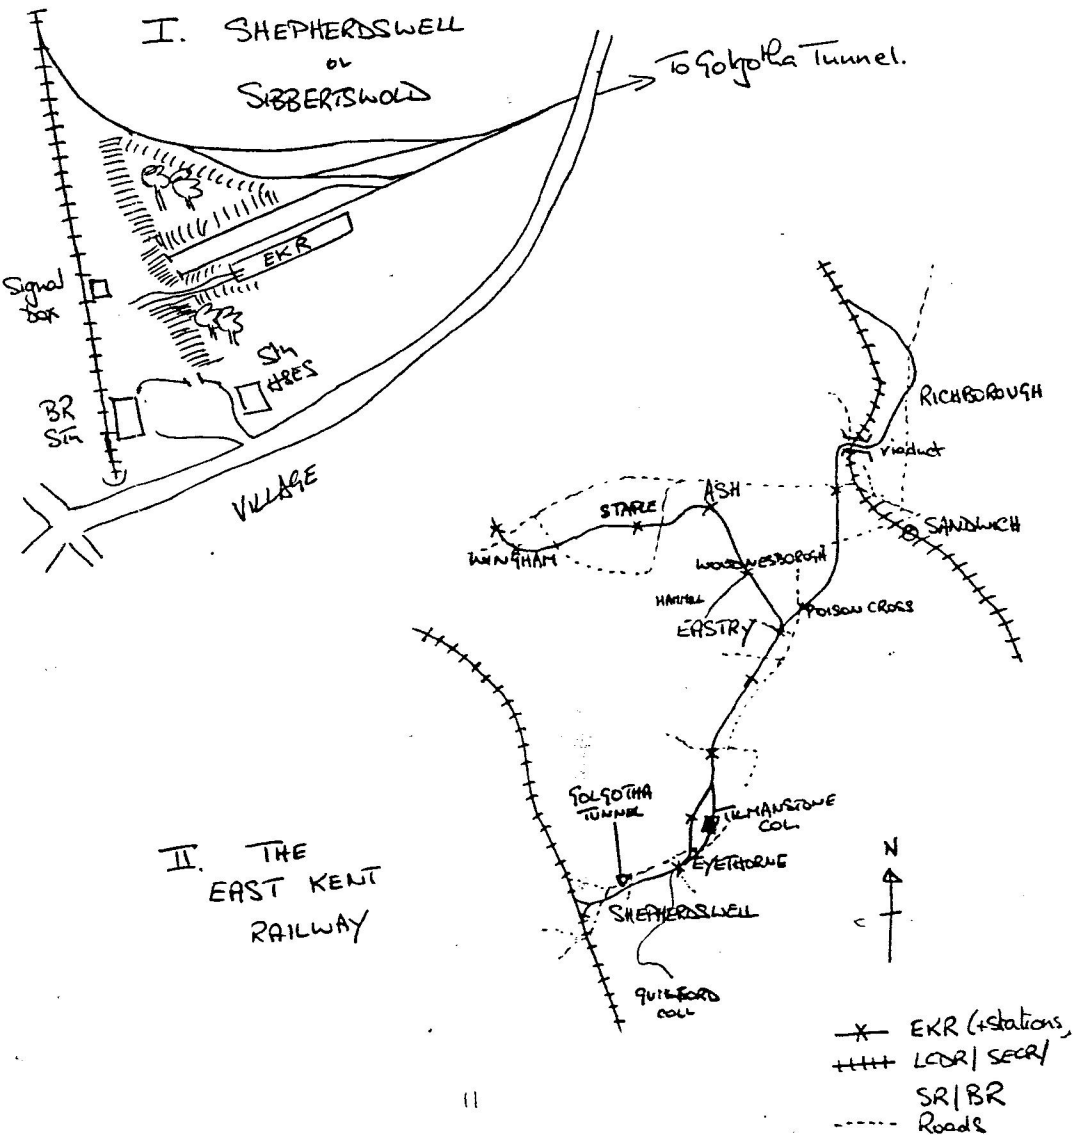 I. SHEPHERDSWELL
or
SIBBERTSWOLD
To Golgotha Tunnel.
EKR
Signal
box
Stn
HSES
BR
Stn
VILLAGE
RICHBOROUGH
viaduct
ASH
STAPLE
SANDWICH
WINGHAM
WOODNESBOROUGH
HAMMILL
POISON CROSS
EASTRY
GOLGOTHA
TUNNEL
TILMANSTONE
COLL
II. THE
EAST KENT
RAILWAY
EYETHORNE
N
SHEPHERDSWELL
GUILFORD
COLL
EKR (+stations,
LCDR/SECR/
SR/BR
Roads
11